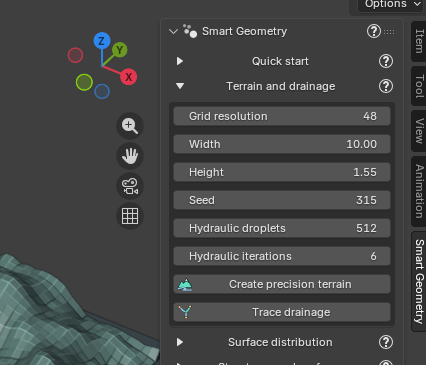 Options
Smart Geometry
Quick start
Terrain and drainage
Grid resolution 48
Width 10.00
Height 1.55
Seed 315
Hydraulic droplets 512
Hydraulic iterations 6
Create precision terrain
Trace drainage
Surface distribution
Z
Y
X
Item
Tool
View
Animation
Smart Geometry